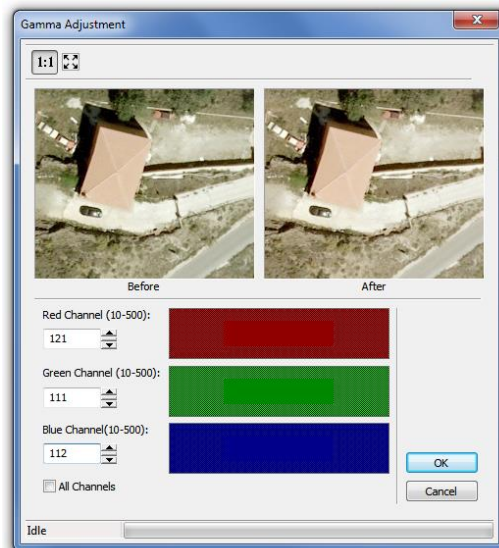 Gamma Adjustment
1:1
Before After
Red Channel (10-500):
121
Green Channel (10-500):
111
Blue Channel(10-500):
112
All Channels
OK
Cancel
Idle